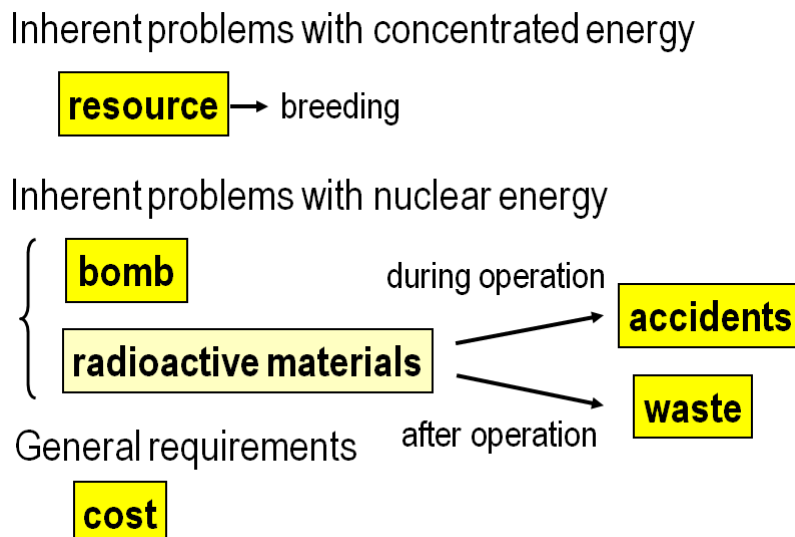 Inherent problems with concentrated energy
resource → breeding
Inherent problems with nuclear energy
bomb
during operation
accidents
radioactive materials
waste
after operation
General requirements
cost